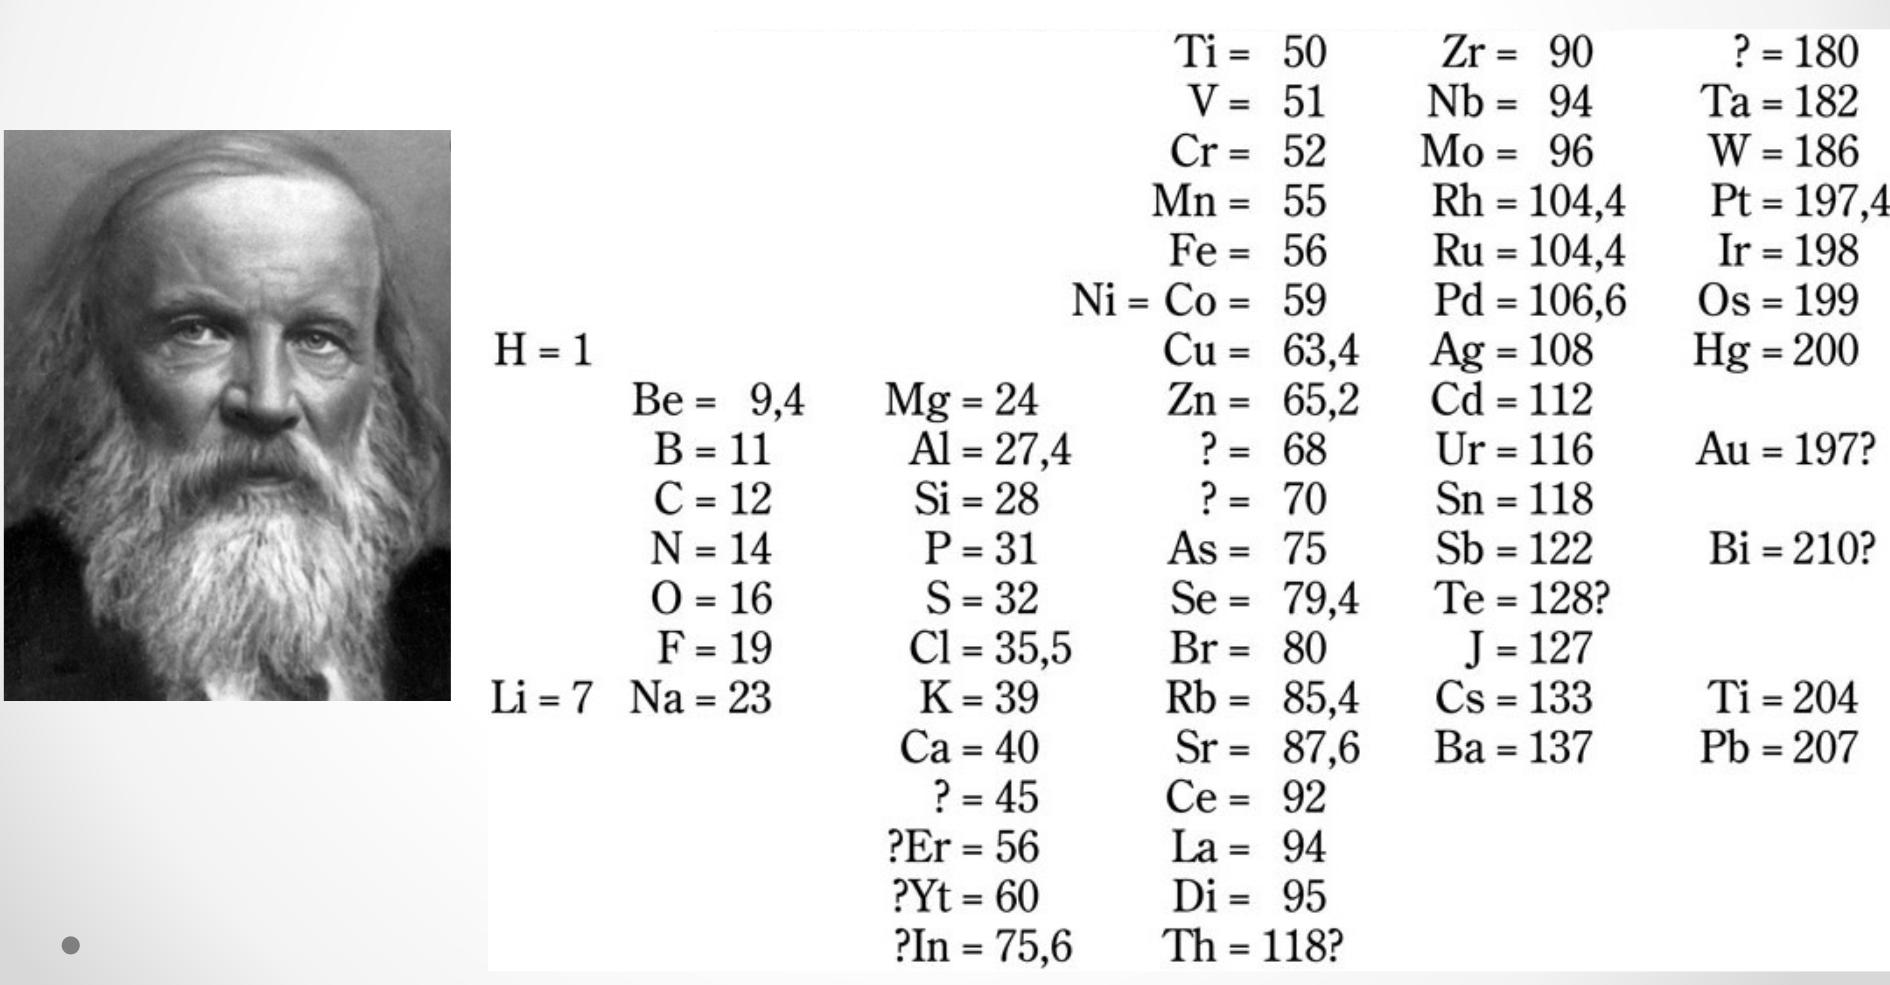 Ti = 50 Zr = 90 ? = 180
V = 51 Nb = 94 Ta = 182
Cr = 52 Mo = 96 W = 186
Mn = 55 Rh = 104,4 Pt = 197,4
Fe = 56 Ru = 104,4 Ir = 198
Ni = Co = 59 Pd = 106,6 Os = 199
H = 1 Cu = 63,4 Ag = 108 Hg = 200
Be = 9,4 Mg = 24 Zn = 65,2 Cd = 112
B = 11 Al = 27,4 ? = 68 Ur = 116 Au = 197?
C = 12 Si = 28 ? = 70 Sn = 118
N = 14 P = 31 As = 75 Sb = 122 Bi = 210?
O = 16 S = 32 Se = 79,4 Te = 128?
F = 19 Cl = 35,5 Br = 80 J = 127
Li = 7 Na = 23 K = 39 Rb = 85,4 Cs = 133 Ti = 204
Ca = 40 Sr = 87,6 Ba = 137 Pb = 207
? = 45 Ce = 92
?Er = 56 La = 94
?Yt = 60 Di = 95
?In = 75,6 Th = 118?